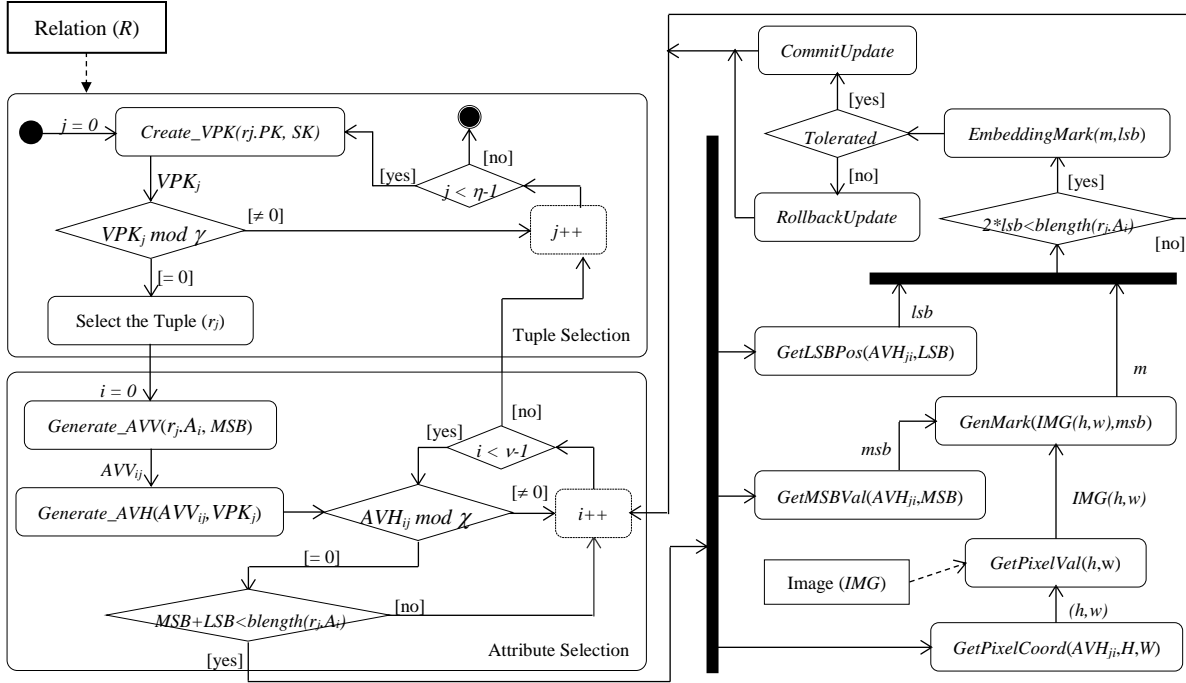 Relation (R)
j = 0
Create_VPK(rj.PK, SK)
VPKj
[yes]
[no]
j < η-1
VPKj mod γ
[≠ 0]
j++
[= 0]
Select the Tuple (rj)
Tuple Selection
i = 0
Generate_AVV(rj.Ai, MSB)
AVVij
Generate_AVH(AVVij,VPKj)
[yes]
[no]
i < ν-1
AVHij mod χ
[≠ 0]
i++
[= 0]
MSB+LSB<blength(rj.Ai)
[no]
[yes]
Attribute Selection
CommitUpdate
[yes]
Tolerated
[no]
RollbackUpdate
EmbeddingMark(m,lsb)
[yes]
2*lsb<blength(rj.Ai)
[no]
lsb
GetLSBPos(AVHji,LSB)
m
GenMark(IMG(h,w),msb)
msb
GetMSBVal(AVHji,MSB)
IMG(h,w)
GetPixelVal(h,w)
Image (IMG)
(h,w)
GetPixelCoord(AVHji,H,W)